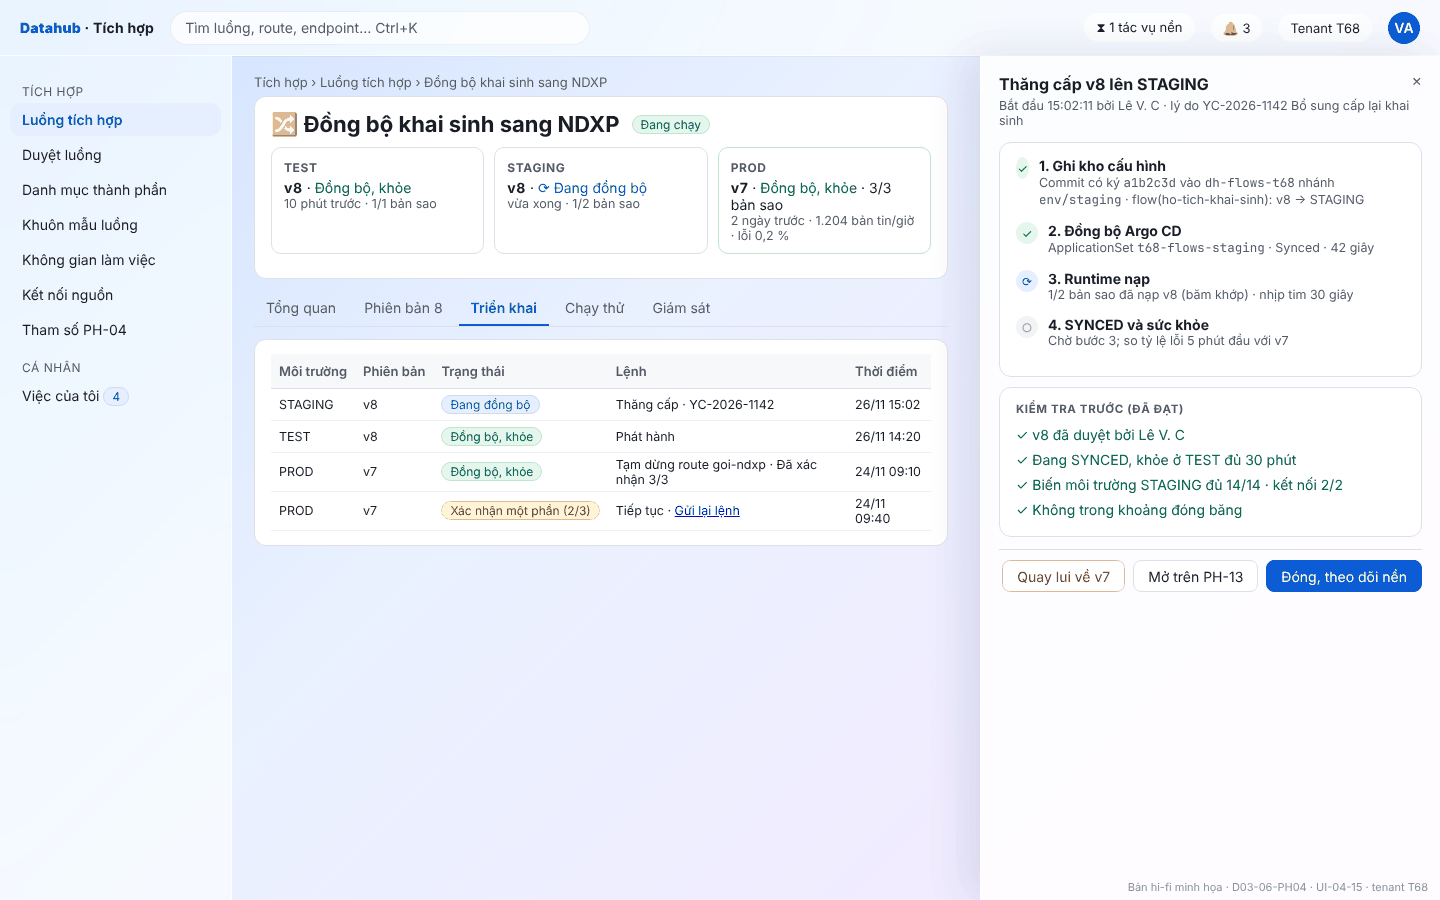 Datahub · Tích hợp
Tìm luồng, route, endpoint... Ctrl+K
1 tác vụ nền
3
Tenant T68
VA
TÍCH HỢP
Luồng tích hợp
Duyệt luồng
Danh mục thành phần
Khuôn mẫu luồng
Không gian làm việc
Kết nối nguồn
Tham số PH-04
CÁ NHÂN
Việc của tôi 4
Tích hợp › Luồng tích hợp › Đồng bộ khai sinh sang NDXP
Đồng bộ khai sinh sang NDXP Đang chạy
TEST
v8 · Đồng bộ, khỏe
10 phút trước · 1/1 bản sao
STAGING
v8 · ⟳ Đang đồng bộ
vừa xong · 1/2 bản sao
PROD
v7 · Đồng bộ, khỏe · 3/3
bản sao
2 ngày trước · 1.204 bản tin/giờ
· lỗi 0,2 %
Tổng quan Phiên bản 8 Triển khai Chạy thử Giám sát
Môi trường Phiên bản Trạng thái Lệnh Thời điểm
STAGING v8 Đang đồng bộ Thăng cấp · YC-2026-1142 26/11 15:02
TEST v8 Đồng bộ, khỏe Phát hành 26/11 14:20
PROD v7 Đồng bộ, khỏe Tạm dừng route goi-ndxp · Đã xác 24/11 09:10
nhận 3/3
PROD v7 Xác nhận một phần (2/3) Tiếp tục · Gửi lại lệnh 24/11
09:40
Thăng cấp v8 lên STAGING ×
Bắt đầu 15:02:11 bởi Lê V. C · lý do YC-2026-1142 Bổ sung cấp lại khai
sinh
✓ 1. Ghi kho cấu hình
Commit có ký a1b2c3d vào dh-flows-t68 nhánh
env/staging · flow(ho-tich-khai-sinh): v8 → STAGING
✓ 2. Đồng bộ Argo CD
ApplicationSet t68-flows-staging · Synced · 42 giây
⟳ 3. Runtime nạp
1/2 bản sao đã nạp v8 (băm khớp) · nhịp tim 30 giây
○ 4. SYNCED và sức khỏe
Chờ bước 3; so tỷ lệ lỗi 5 phút đầu với v7
KIỂM TRA TRƯỚC (ĐÃ ĐẠT)
✓ v8 đã duyệt bởi Lê V. C
✓ Đang SYNCED, khỏe ở TEST đủ 30 phút
✓ Biến môi trường STAGING đủ 14/14 · kết nối 2/2
✓ Không trong khoảng đóng băng
Quay lui về v7
Mở trên PH-13
Đóng, theo dõi nền
Bản hi-fi minh họa · D03-06-PH04 · UI-04-15 · tenant T68